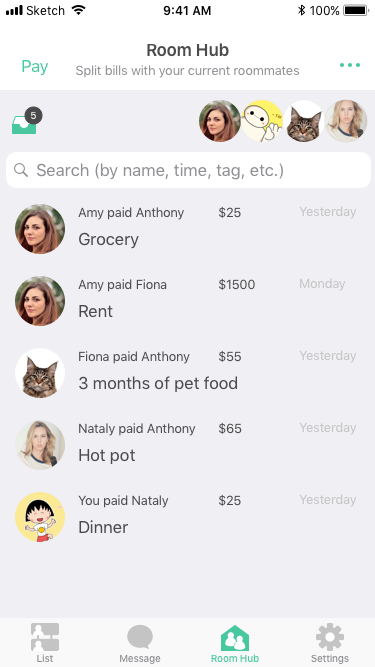 Sketch 9:41 AM 100%
Room Hub
Pay Split bills with your current roommates
5
Search (by name, time, tag, etc.)
Amy paid Anthony $25 Yesterday
Grocery
Amy paid Fiona $1500 Monday
Rent
Fiona paid Anthony $55 Yesterday
3 months of pet food
Nataly paid Anthony $65 Yesterday
Hot pot
You paid Nataly $25 Yesterday
Dinner
List Message Room Hub Settings